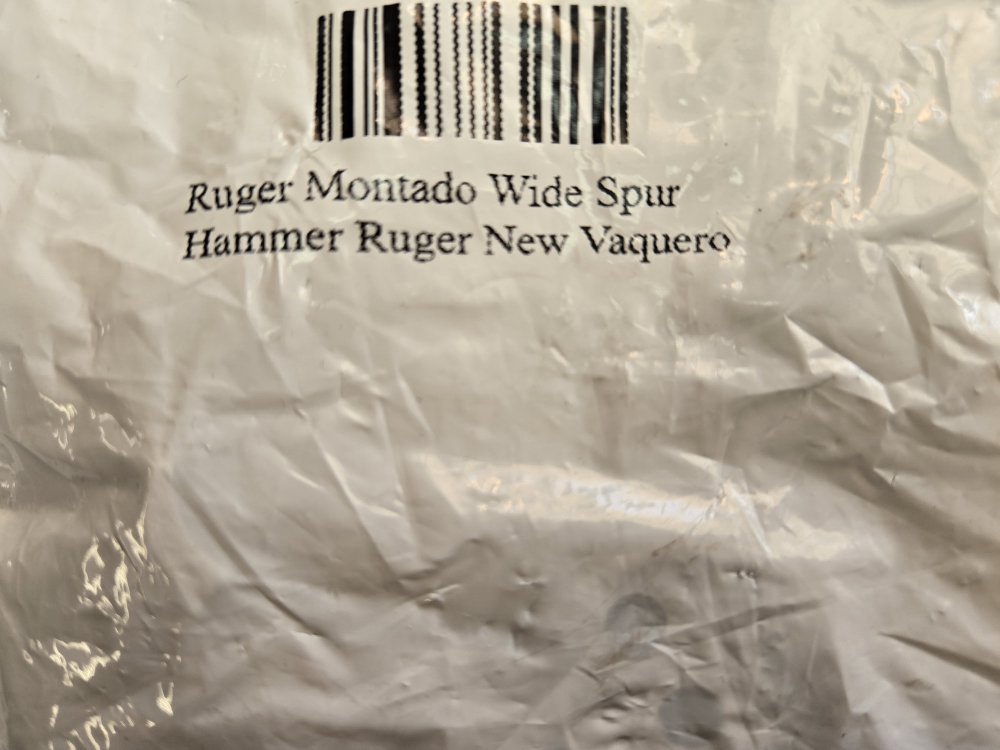 Ruger Montado Wide Spur
Hammer Ruger New Vaquero